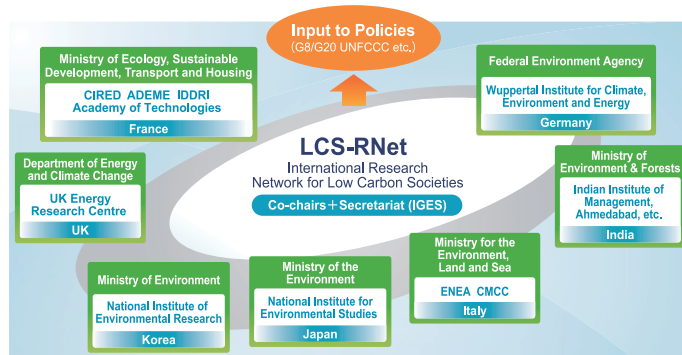 Input to Policies
(G8/G20 UNFCCC etc.)
Ministry of Ecology, Sustainable
Development, Transport and Housing
CIRED ADEME IDDRI
Academy of Technologies
France
Federal Environment Agency
Wuppertal Institute for Climate,
Environment and Energy
Germany
LCS-RNet
International Research
Network for Low Carbon Societies
Co-chairs+Secretariat (IGES)
Department of Energy
and Climate Change
UK Energy
Research Centre
UK
Ministry of
Environment & Forests
Indian Institute of
Management,
Ahmedabad, etc.
India
Ministry of Environment
National Institute of
Environmental Research
Korea
Ministry of the
Environment
National Institute for
Environmental Studies
Japan
Ministry for the
Environment,
Land and Sea
ENEA CMCC
Italy